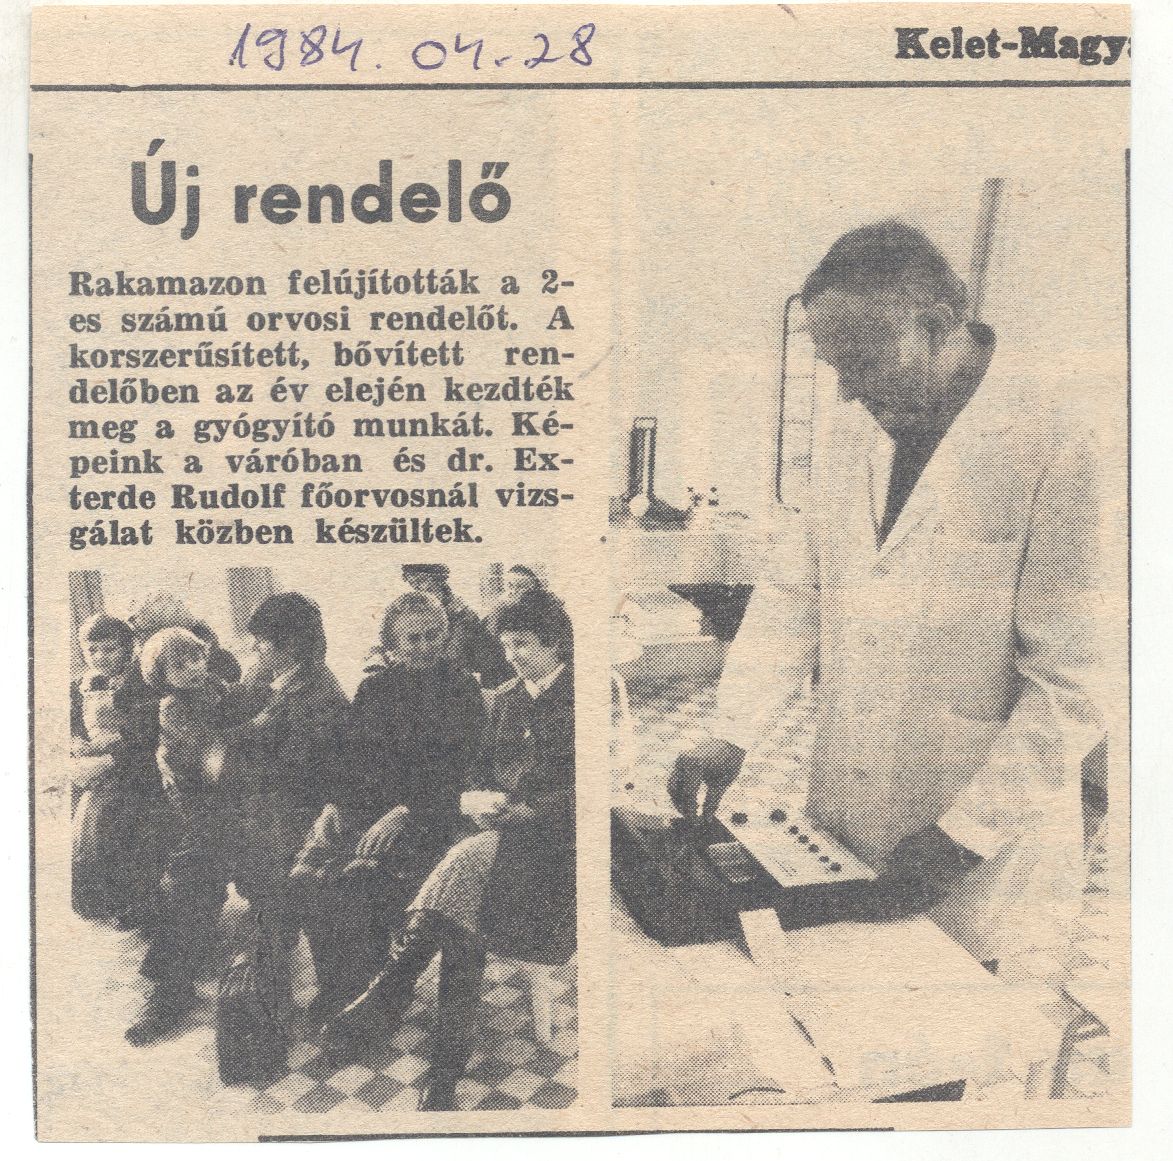 1984. 04.-28
Kelet-Magya
Új rendelő
Rakamazon felújították a 2-
es számú orvosi rendelőt. A
korszerűsített, bővített ren-
delőben az év elején kezdték
meg a gyógyító munkát. Ké-
peink a váróban és dr. Ex-
terde Rudolf főorvosnál vizs-
gálat közben készültek.